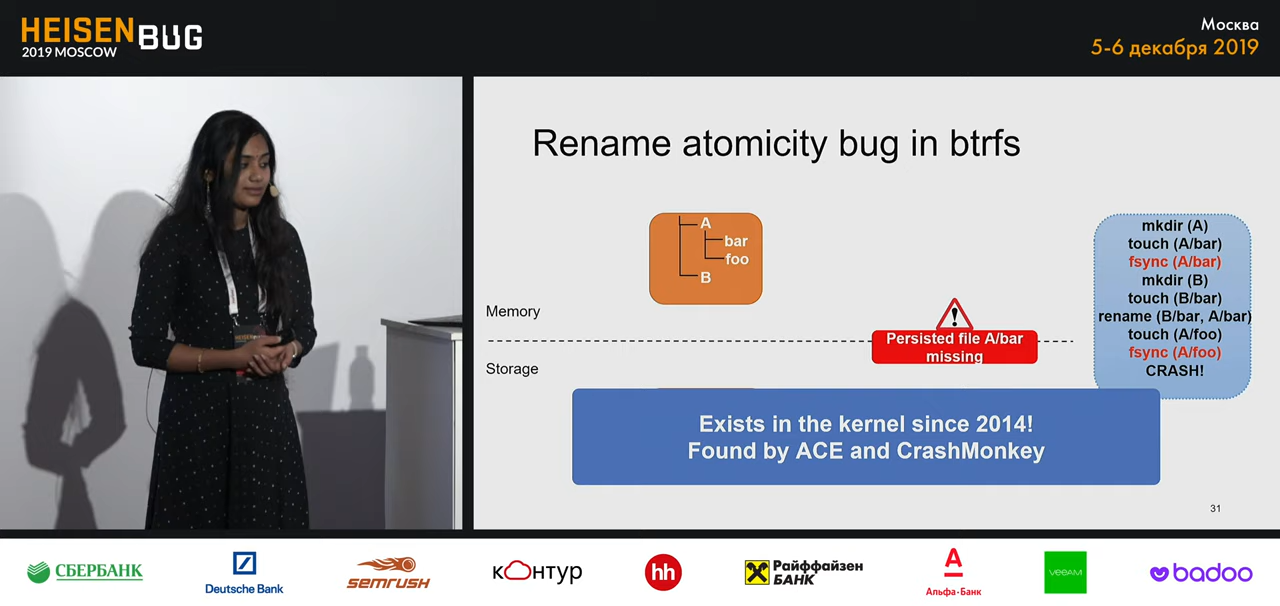 HEISENBUG
2019 MOSCOW
Москва
5-6 декабря 2019
Rename atomicity bug in btrfs
A
bar
foo
B
Memory
Storage
Persisted file A/bar
missing
mkdir (A)
touch (A/bar)
fsync (A/bar)
mkdir (B)
touch (B/bar)
rename (B/bar, A/bar)
touch (A/foo)
fsync (A/foo)
CRASH!
Exists in the kernel since 2014!
Found by ACE and CrashMonkey
31
СБЕРБАНК
Deutsche Bank
semrush
контур
hh
Райффайзен
БАНК
А
Альфа·Банк
veeam
badoo